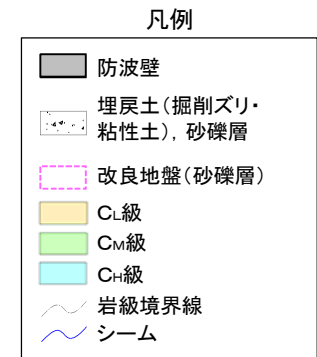 凡例
防波壁
埋戻土(掘削ズリ・
粘性土),砂礫層
改良地盤(砂礫層)
CL級
CM級
CH級
岩級境界線
シーム